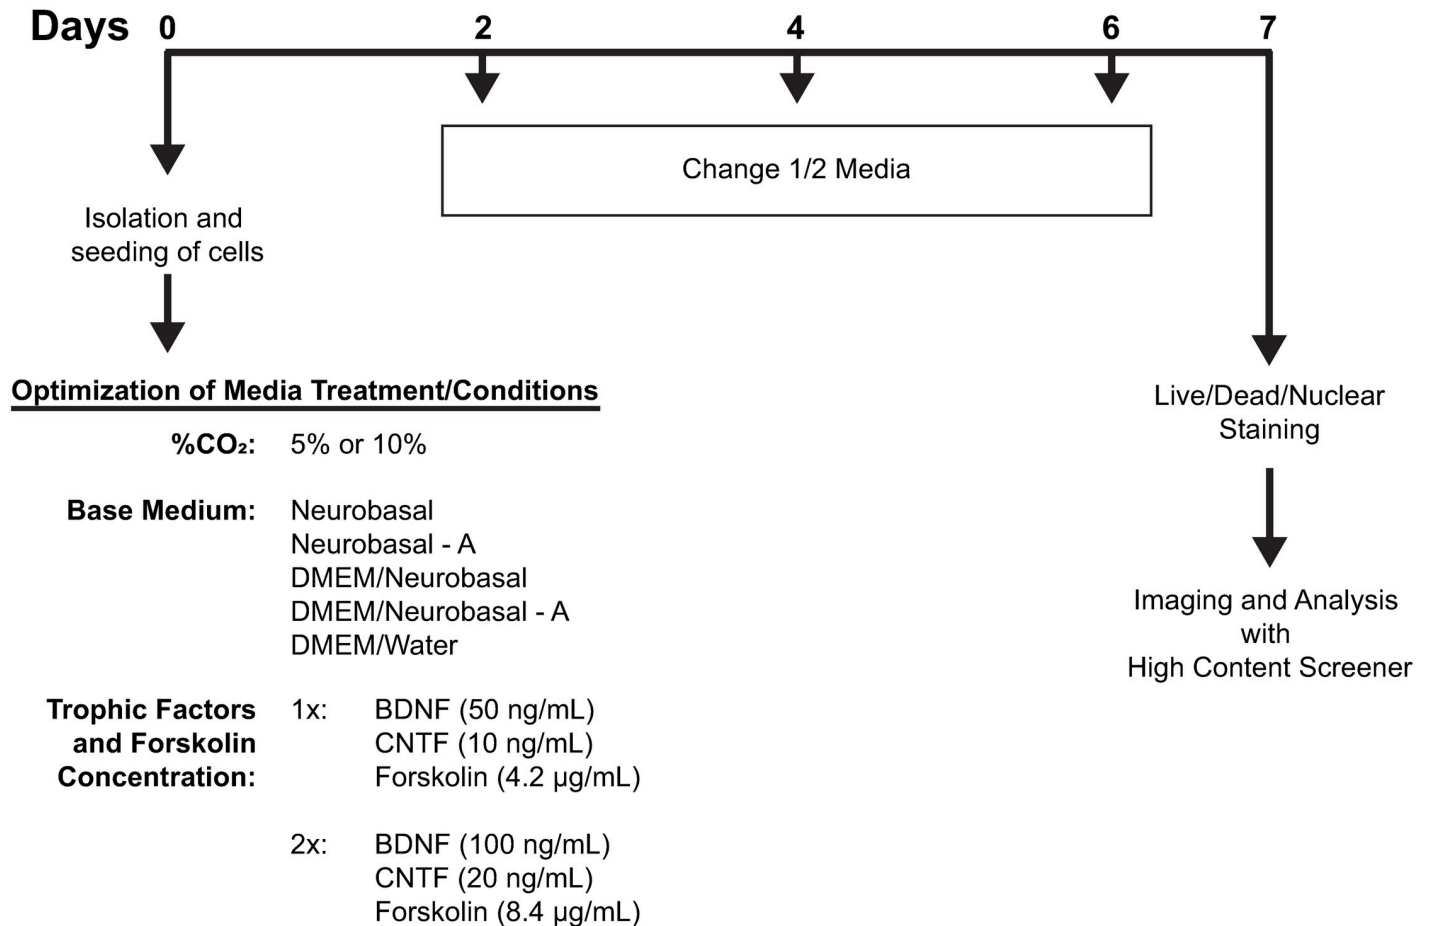 Days 0 2 4 6 7
Change 1/2 Media
Isolation and
seeding of cells
Optimization of Media Treatment/Conditions
%CO₂: 5% or 10%
Base Medium: Neurobasal
Neurobasal - A
DMEM/Neurobasal
DMEM/Neurobasal - A
DMEM/Water
Trophic Factors 1x: BDNF (50 ng/mL)
and Forskolin CNTF (10 ng/mL)
Concentration: Forskolin (4.2 µg/mL)
2x: BDNF (100 ng/mL)
CNTF (20 ng/mL)
Forskolin (8.4 µg/mL)
Live/Dead/Nuclear
Staining
Imaging and Analysis
with
High Content Screener